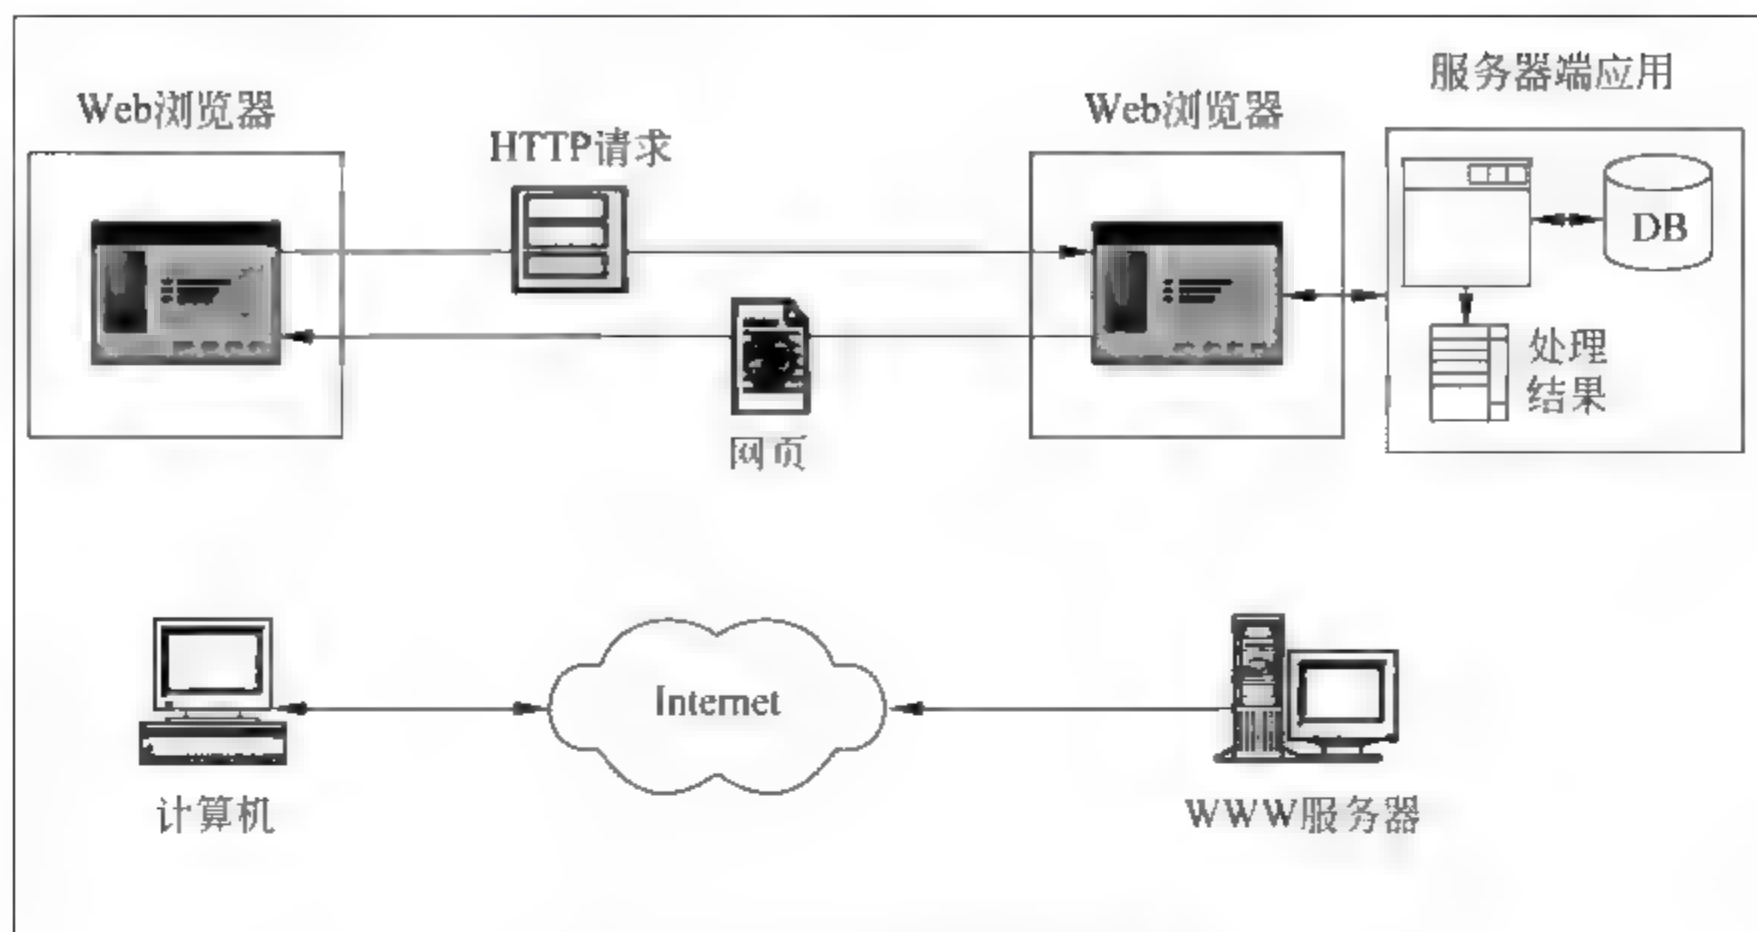 服务器端应用
Web浏览器
Web浏览器
HTTP请求
DB
处理
结果
网页
Internet
计算机
WWW服务器